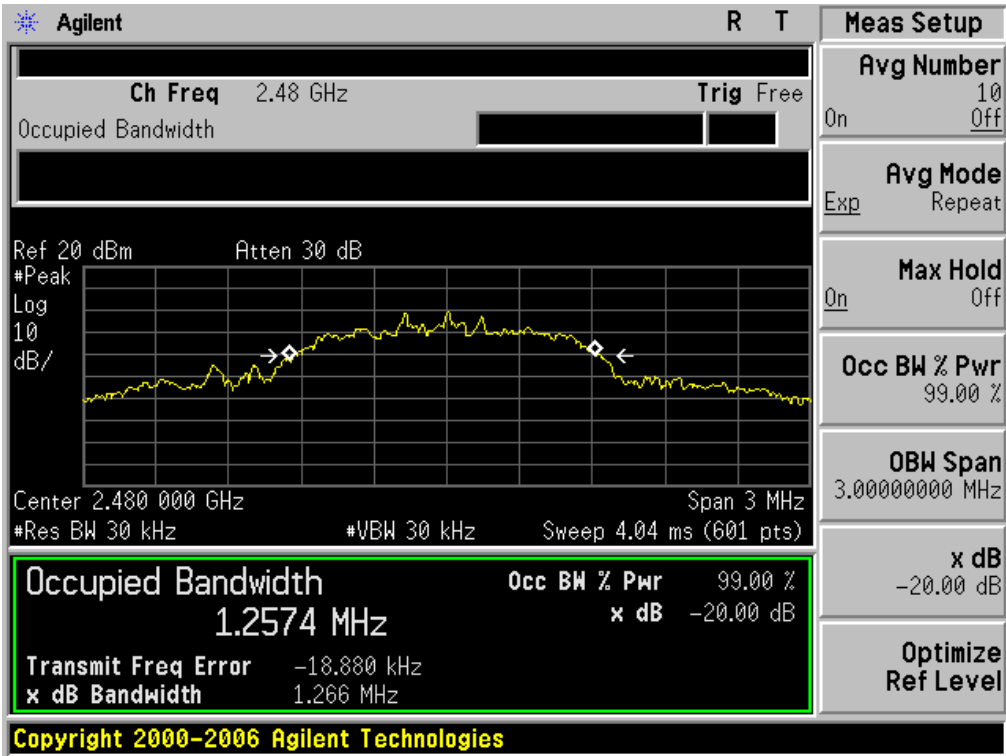 Agilent R T
Ch Freq 2.48 GHz Trig Free
Occupied Bandwidth
Ref 20 dBm Atten 30 dB
#Peak
Log
10
dB/
Center 2.480 000 GHz Span 3 MHz
#Res BW 30 kHz #VBW 30 kHz Sweep 4.04 ms (601 pts)
Occupied Bandwidth Occ BW % Pwr 99.00 %
1.2574 MHz x dB -20.00 dB
Transmit Freq Error -18.880 kHz
x dB Bandwidth 1.266 MHz
Copyright 2000-2006 Agilent Technologies
Meas Setup
Avg Number
10
On Off
Avg Mode
Exp Repeat
Max Hold
On Off
Occ BW % Pwr
99.00 %
OBW Span
3.00000000 MHz
x dB
-20.00 dB
Optimize
Ref Level